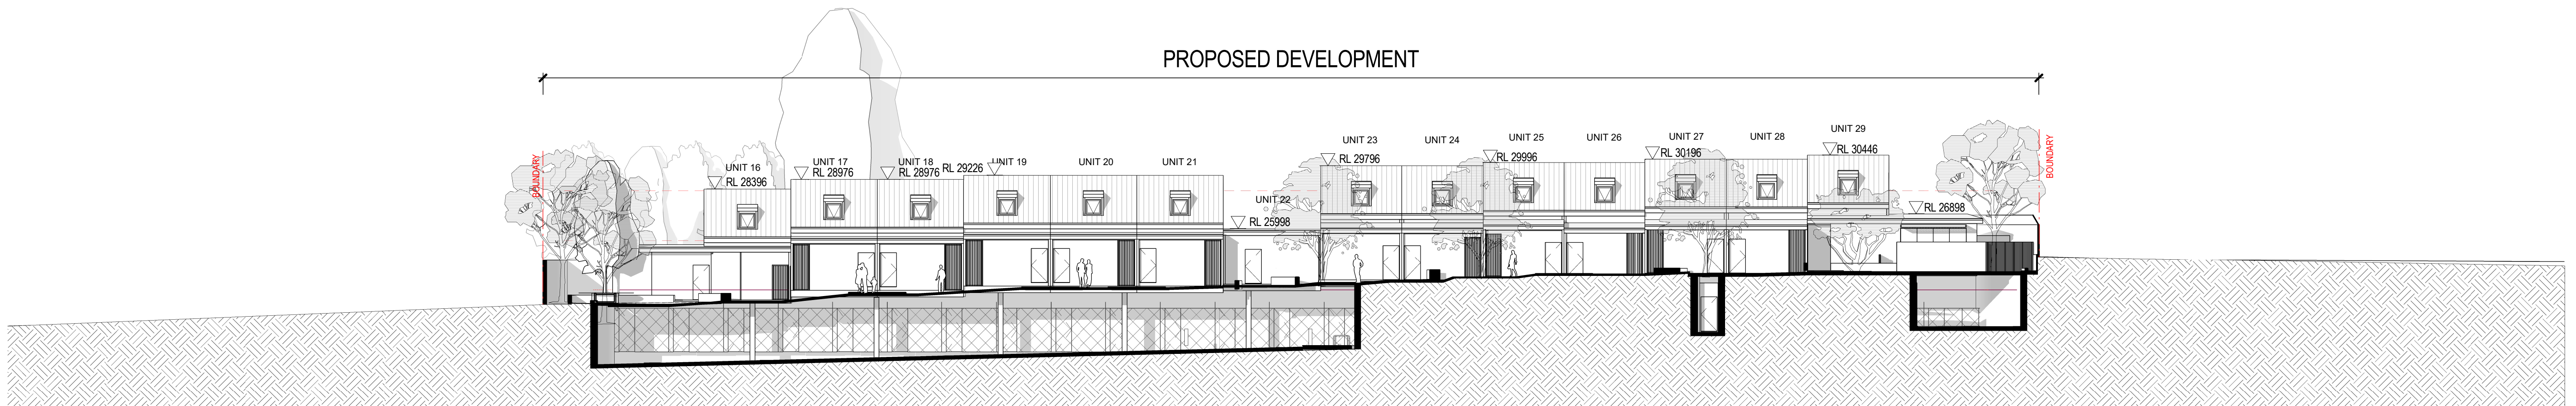 PROPOSED DEVELOPMENT
BOUNDARY
UNIT 16
RL 28396
UNIT 17
RL 28976
UNIT 18
RL 28976
RL 29226
UNIT 19
UNIT 20
UNIT 21
UNIT 22
RL 25998
UNIT 23
RL 29796
UNIT 24
UNIT 25
RL 29996
UNIT 26
UNIT 27
RL 30196
UNIT 28
UNIT 29
RL 30446
RL 26898
BOUNDARY